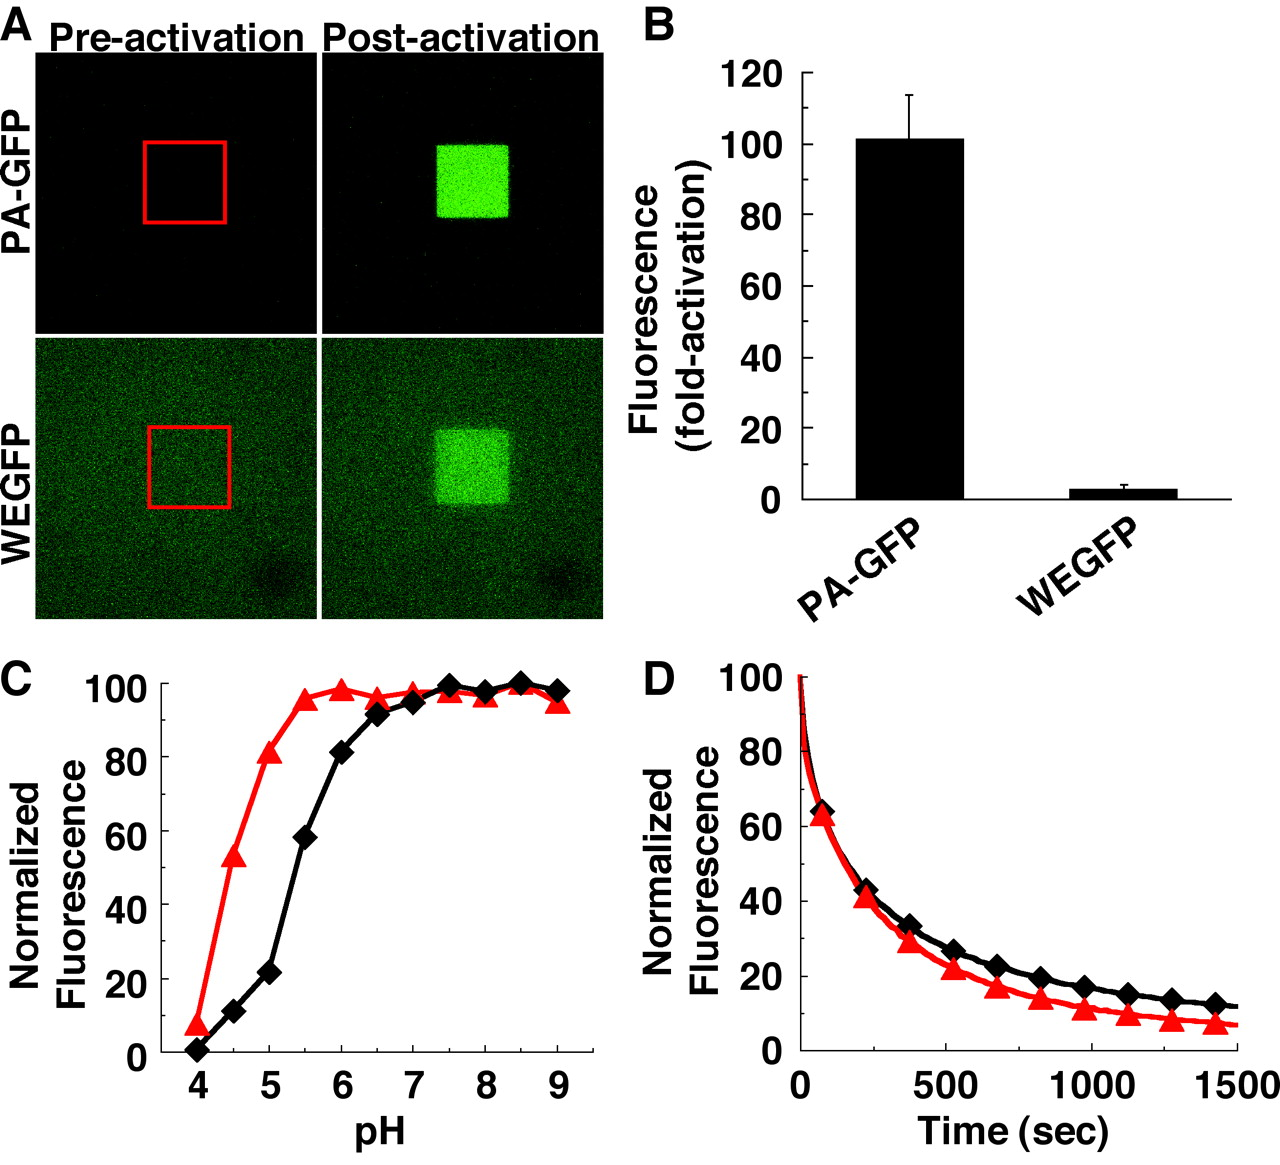 A
Pre-activation
Post-activation
PA-GFP
WEGFP
B
Fluorescence
(fold-activation)
120
100
80
60
40
20
0
PA-GFP
WEGFP
C
Normalized
Fluorescence
100
80
60
40
20
0
4 5 6 7 8 9
pH
D
Normalized
Fluorescence
100
80
60
40
20
0
0 500 1000 1500
Time (sec)